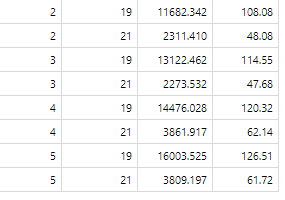 2 19 11682.342 108.08
2 21 2311.410 48.08
3 19 13122.462 114.55
3 21 2273.532 47.68
4 19 14476.028 120.32
4 21 3861.917 62.14
5 19 16003.525 126.51
5 21 3809.197 61.72